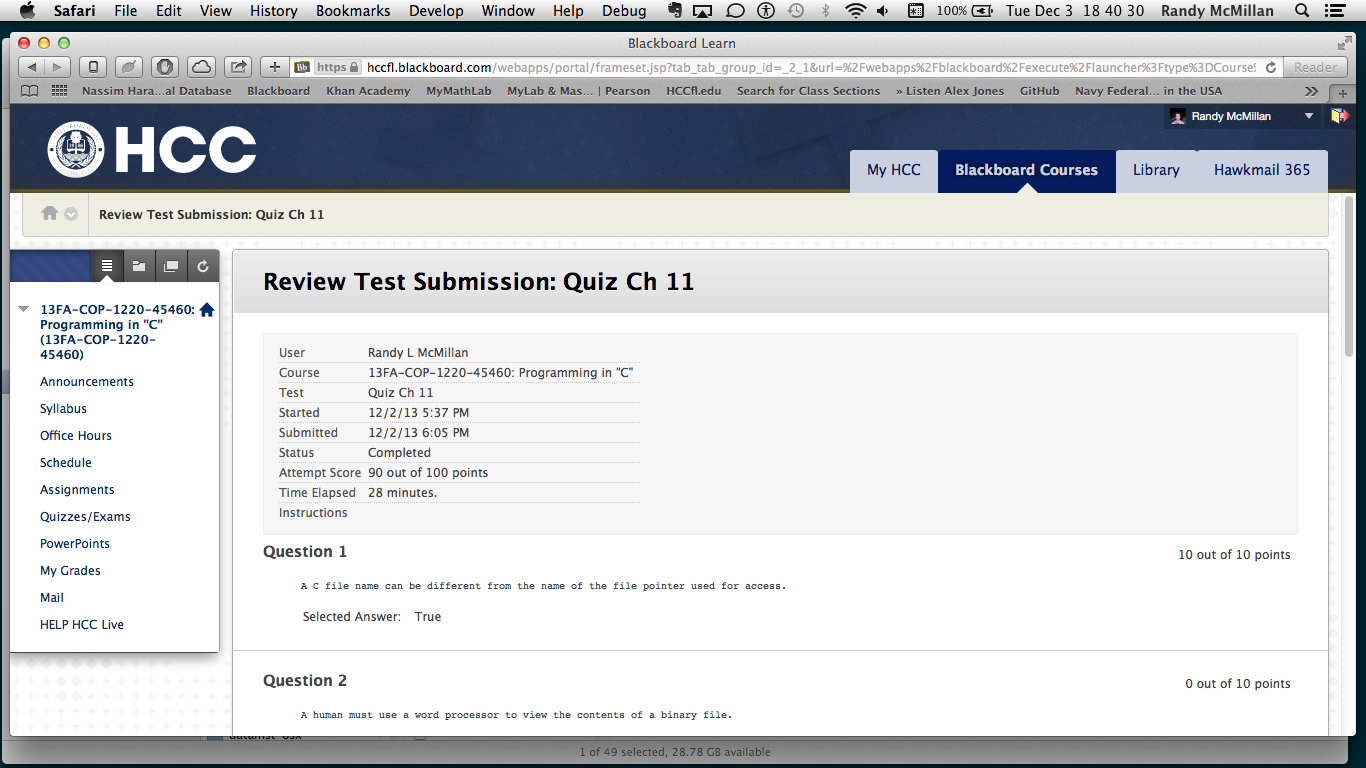 Safari File Edit View History Bookmarks Develop Window Help Debug 100% Tue Dec 3 18 40 30 Randy McMillan
Blackboard Learn
https hccfl.blackboard.com/webapps/portal/frameset.jsp?tab_tab_group_id=_2_1&url=%2Fwebapps%2Fblackboard%2Fexecute%2Flauncher%3Ftype%3DCourse Reader
Nassim Hara...al Database Blackboard Khan Academy MyMathLab MyLab & Mas... | Pearson HCCfl.edu Search for Class Sections » Listen Alex Jones GitHub Navy Federal... in the USA
Randy McMillan
HCC
My HCC Blackboard Courses Library Hawkmail 365
Review Test Submission: Quiz Ch 11
13FA-COP-1220-45460:
Programming in "C"
(13FA-COP-1220-
45460)
Announcements
Syllabus
Office Hours
Schedule
Assignments
Quizzes/Exams
PowerPoints
My Grades
Mail
HELP HCC Live
Review Test Submission: Quiz Ch 11
User Randy L McMillan
Course 13FA-COP-1220-45460: Programming in "C"
Test Quiz Ch 11
Started 12/2/13 5:37 PM
Submitted 12/2/13 6:05 PM
Status Completed
Attempt Score 90 out of 100 points
Time Elapsed 28 minutes.
Instructions
Question 1 10 out of 10 points
A C file name can be different from the name of the file pointer used for access.
Selected Answer: True
Question 2 0 out of 10 points
A human must use a word processor to view the contents of a binary file.
1 of 49 selected, 28.78 GB available